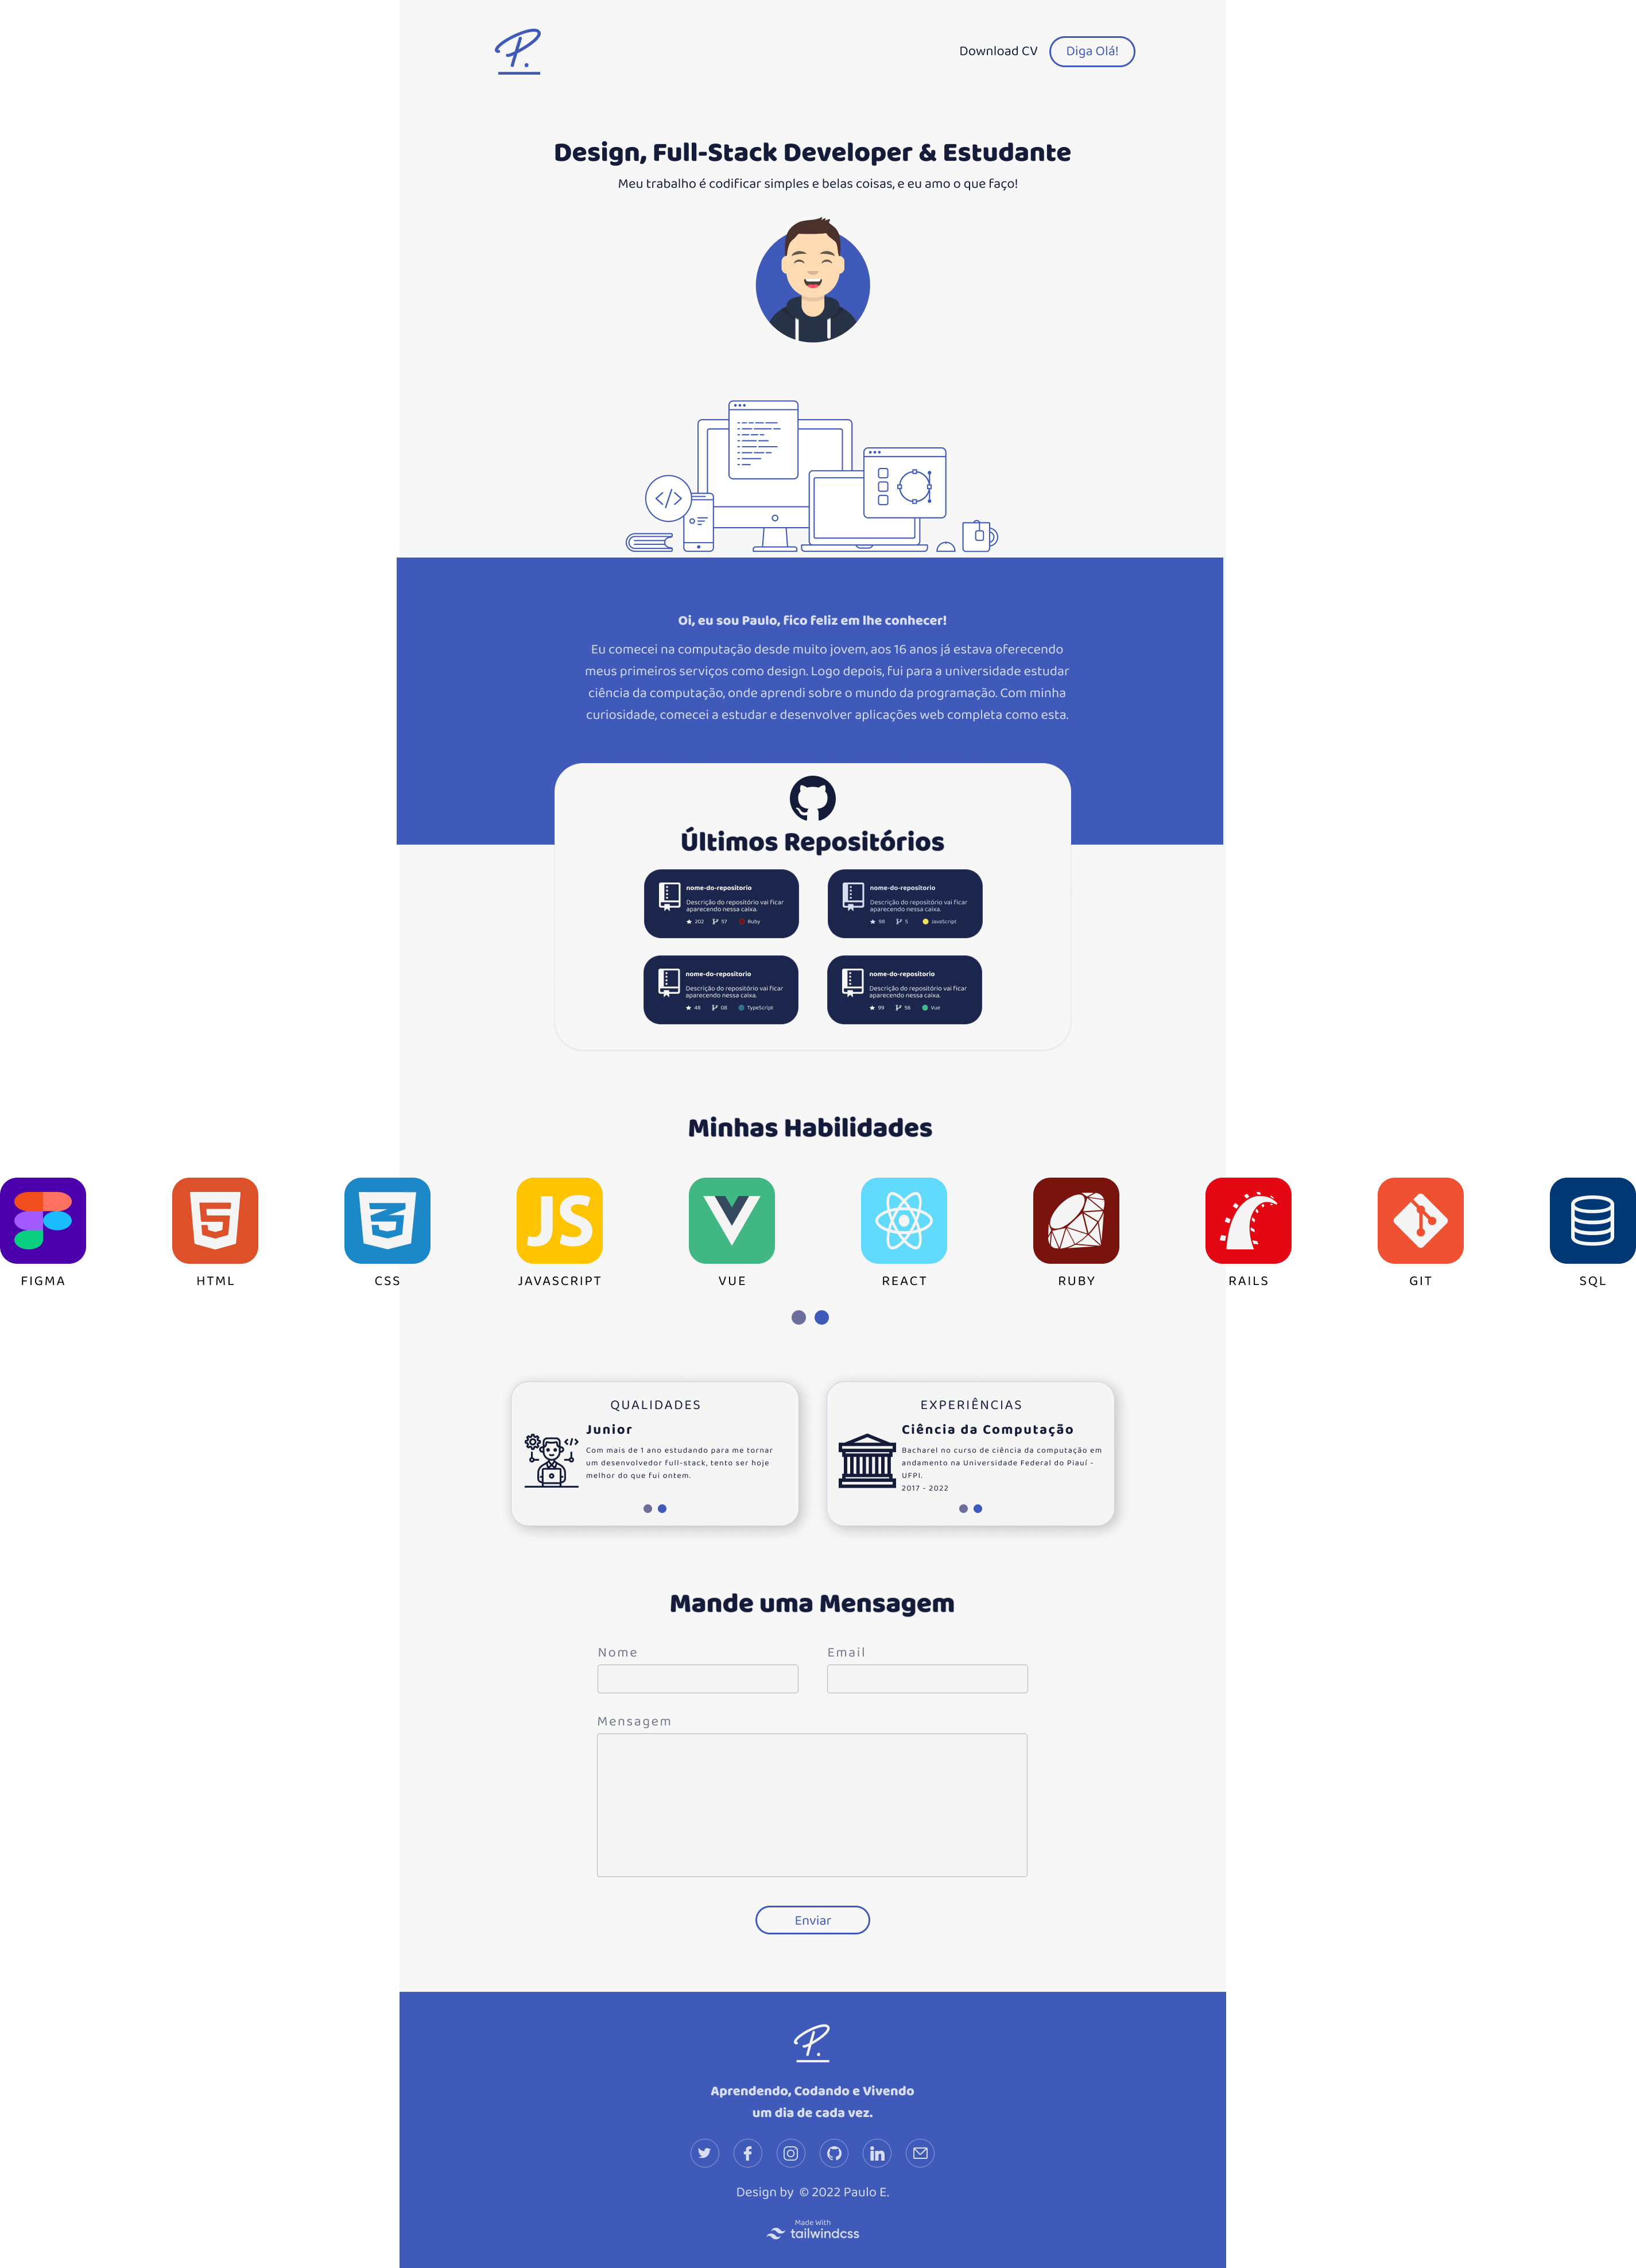 P.
Download CV
Diga Olá!
Design, Full-Stack Developer & Estudante
Meu trabalho é codificar simples e belas coisas, e eu amo o que faço!
</>
Oi, eu sou Paulo, fico feliz em lhe conhecer!
Eu comecei na computação desde muito jovem, aos 16 anos já estava oferecendo
meus primeiros serviços como design. Logo depois, fui para a universidade estudar
ciência da computação, onde aprendi sobre o mundo da programação. Com minha
curiosidade, comecei a estudar e desenvolver aplicações web completa como esta.
Últimos Repositórios
nome-do-repositorio
Descrição do repositório vai ficar
aparecendo nessa caixa.
202 57 Ruby
nome-do-repositorio
Descrição do repositório vai ficar
aparecendo nessa caixa.
98 5 JavaScript
nome-do-repositorio
Descrição do repositório vai ficar
aparecendo nessa caixa.
48 08 TypeScript
nome-do-repositorio
Descrição do repositório vai ficar
aparecendo nessa caixa.
99 56 Vue
Minhas Habilidades
JS
FIGMA
HTML
CSS
JAVASCRIPT
VUE
REACT
RUBY
RAILS
GIT
SQL
QUALIDADES
Junior
Com mais de 1 ano estudando para me tornar
um desenvolvedor full-stack, tento ser hoje
melhor do que fui ontem.
EXPERIÊNCIAS
Ciência da Computação
Bacharel no curso de ciência da computação em
andamento na Universidade Federal do Piauí -
UFPI.
2017 - 2022
Mande uma Mensagem
Nome
Email
Mensagem
Enviar
P.
Aprendendo, Codando e Vivendo
um dia de cada vez.
Design by © 2022 Paulo E.
Made With
tailwindcss